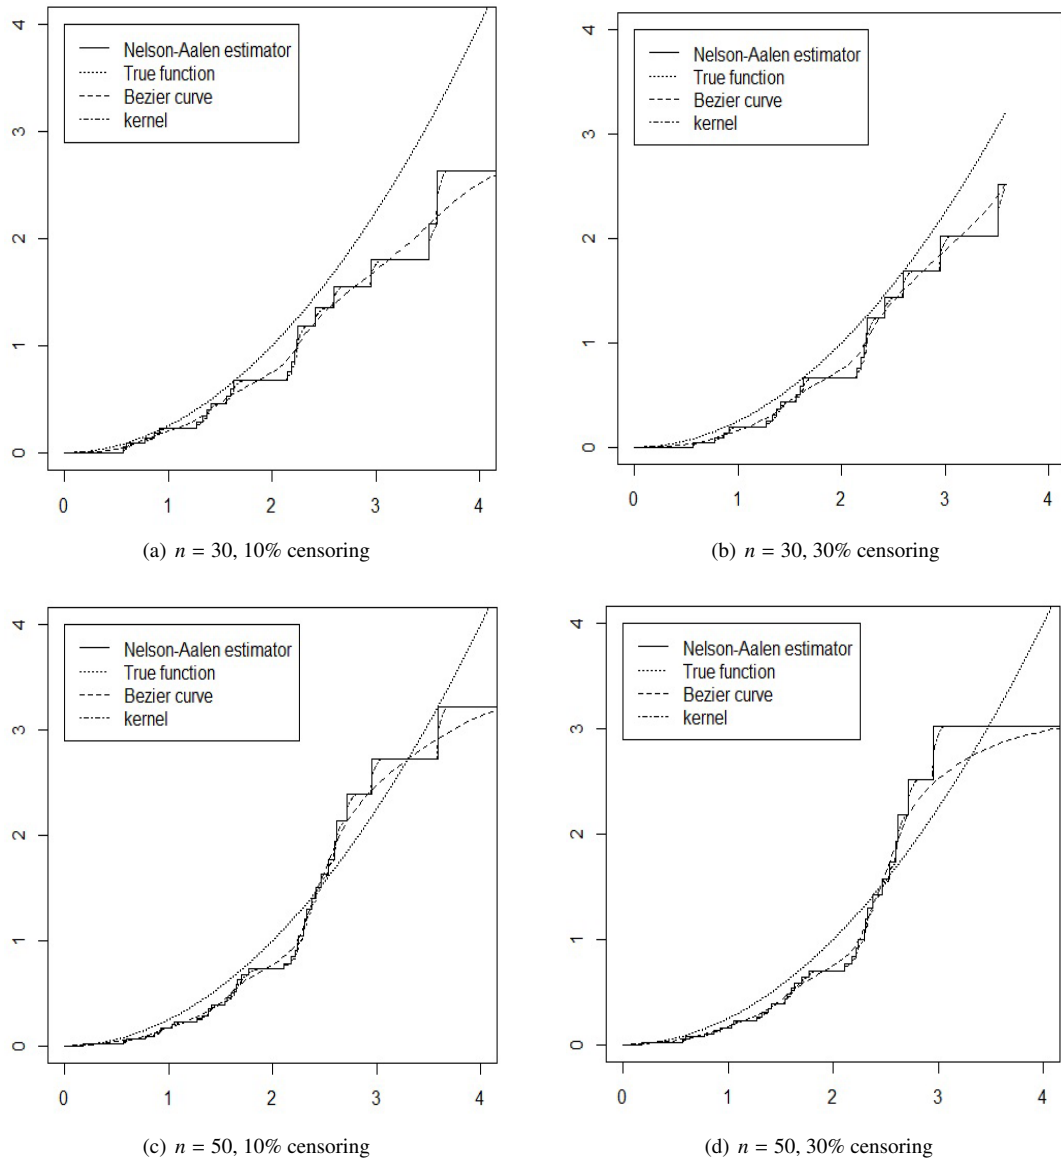 4
3
2
1
0
Nelson-Aalen estimator
True function
Bezier curve
kernel
0 1 2 3 4
(a) n = 30, 10% censoring
4
3
2
1
0
Nelson-Aalen estimator
True function
Bezier curve
kernel
0 1 2 3 4
(b) n = 30, 30% censoring
4
3
2
1
0
Nelson-Aalen estimator
True function
Bezier curve
kernel
0 1 2 3 4
(c) n = 50, 10% censoring
4
3
2
1
0
Nelson-Aalen estimator
True function
Bezier curve
kernel
0 1 2 3 4
(d) n = 50, 30% censoring